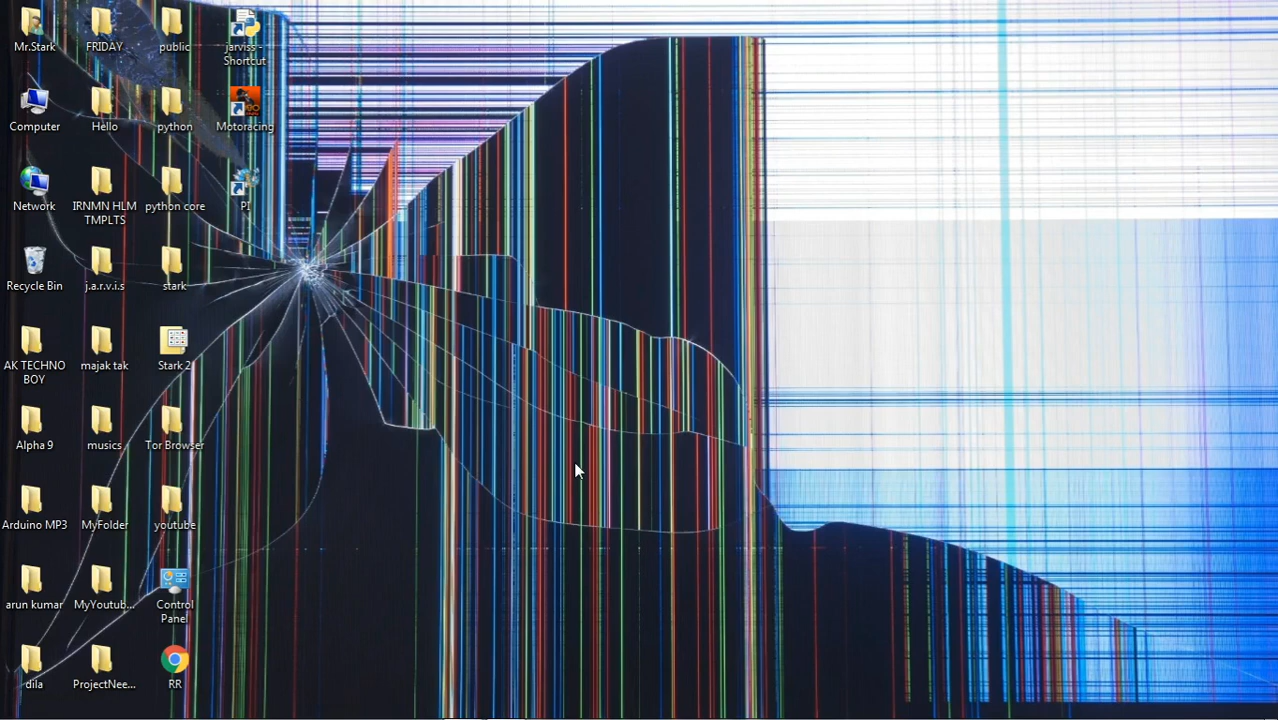 Mr.Stark
FRIDAY
public
jarviss -
Shortcut
Computer
Hello
python
Motoracing
Network
IRNMN HLM
TMPLTS
python core
PI
Recycle Bin
j.a.r.v.i.s
stark
AK TECHNO
BOY
majak tak
Stark 2
Alpha 9
musics
Tor Browser
Arduino MP3
MyFolder
youtube
arun kumar
MyYoutub...
Control
Panel
dila
ProjectNee...
RR